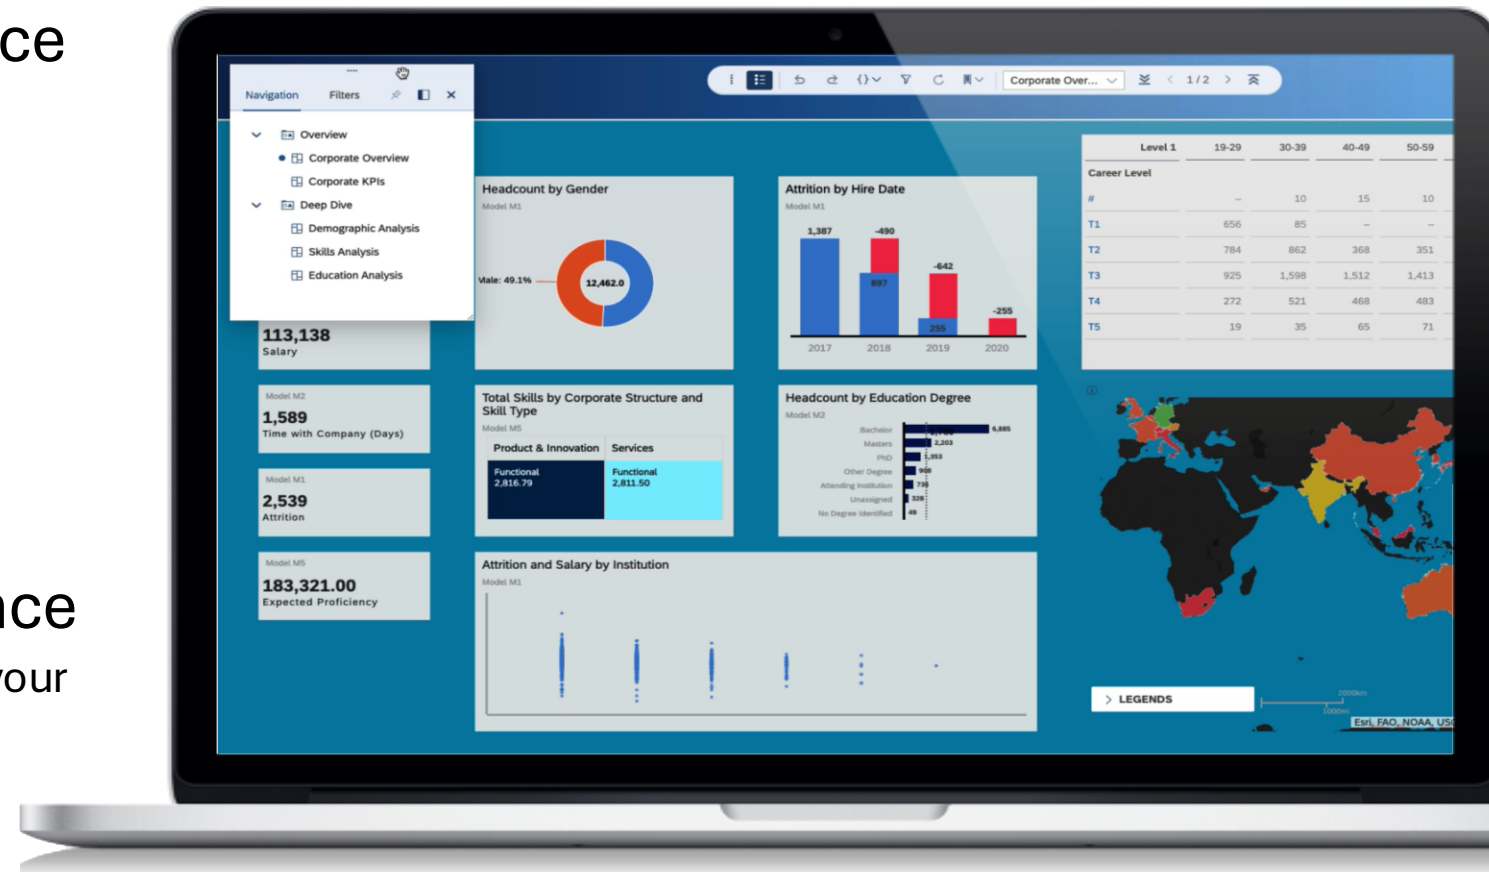 ce
nce
your
Navigation Filters
Overview
Corporate Overview
Corporate KPIs
Deep Dive
Demographic Analysis
Skills Analysis
Education Analysis
Corporate Over...
1/2
113,138
Salary
Model M2
1,589
Time with Company (Days)
Model M1
2,539
Attrition
Model M5
183,321.00
Expected Proficiency
Headcount by Gender
Model M1
Male: 49.1%
12,462.0
Attrition by Hire Date
Model M1
1,387
-490
897
-642
255
-255
2017 2018 2019 2020
Total Skills by Corporate Structure and
Skill Type
Model M5
Product & Innovation Services
Functional
2,816.79
Functional
2,811.50
Headcount by Education Degree
Model M2
Bachelor 6,885
Masters 2,203
PhD 1,353
Other Degree
Attending Institution
Unassigned 328
No Degree Identified 49
Attrition and Salary by Institution
Model M1
Level 1 19-29 30-39 40-49 50-59
Career Level
# – 10 15 10
T1 656 85 – –
T2 784 862 368 351
T3 925 1,598 1,512 1,413
T4 272 521 468 483
T5 19 35 65 71
LEGENDS
2000km
1000mi
Esri, FAO, NOAA,